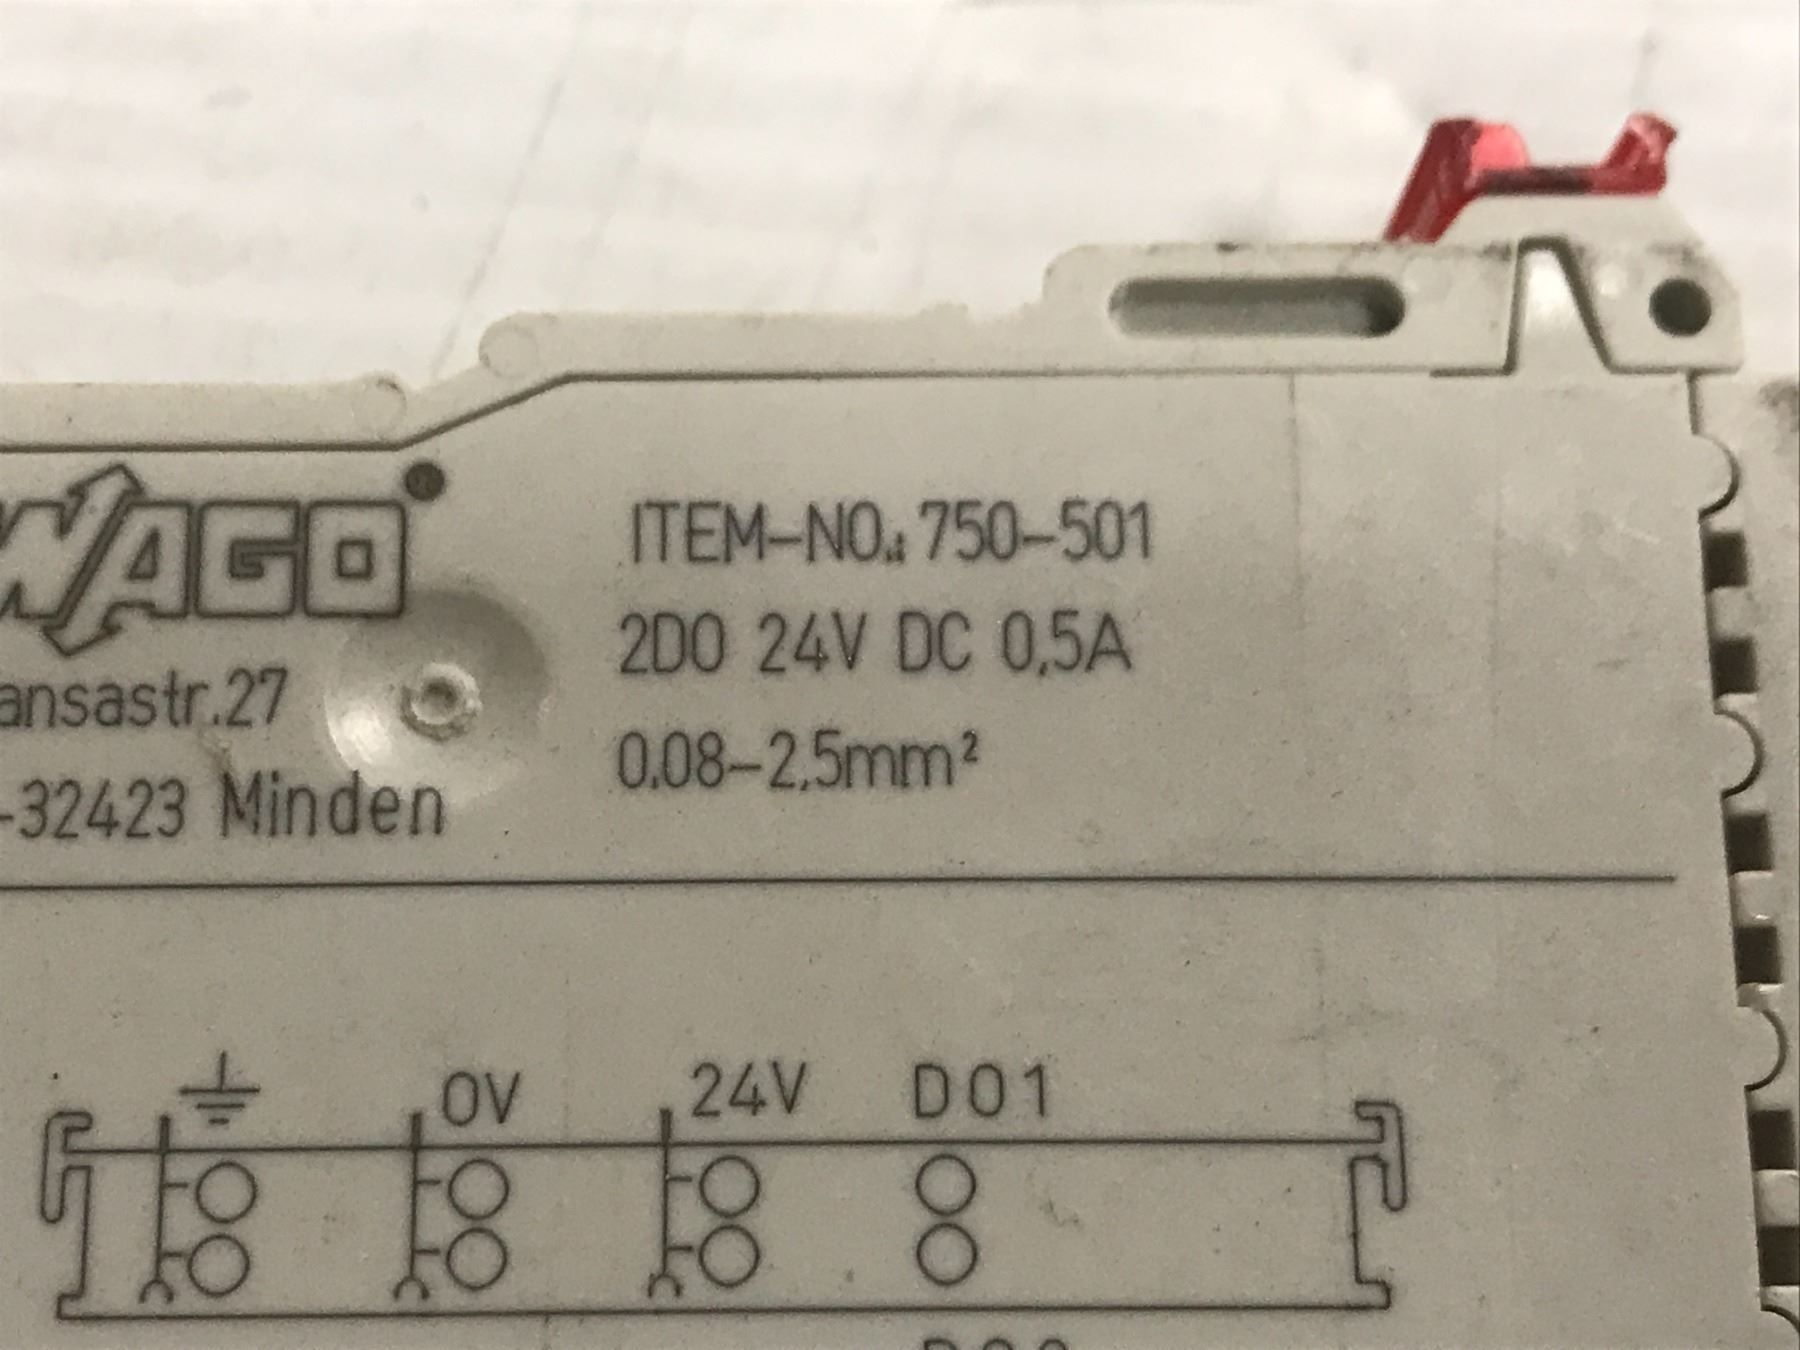 WAGO®
ansastr.27
-32423 Minden
ITEM-NO.: 750-501
2DO 24V DC 0,5A
0,08-2,5mm²
0V 24V DO1